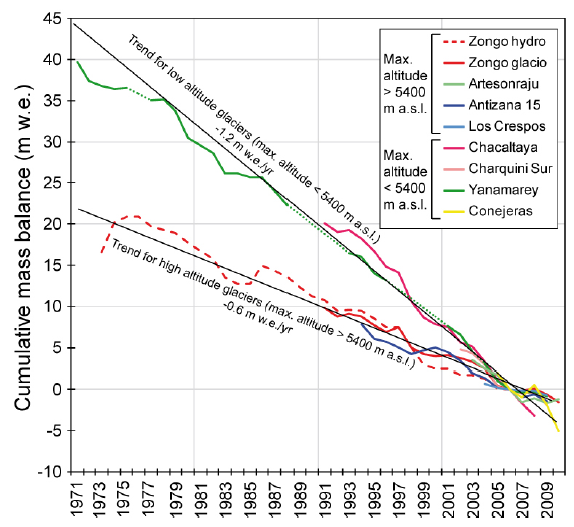 Cumulative mass balance (m w.e.)
45
40
35
30
25
20
15
10
5
0
-5
-10
Trend for low altitude glaciers (max. altitude < 5400 m a.s.l.)
-1.2 m w.e./yr
Trend for high altitude glaciers (max. altitude > 5400 m a.s.l.)
-0.6 m w.e./yr
Max.
altitude
> 5400
m a.s.l.
Zongo hydro
Zongo glacio
Artesonraju
Antizana 15
Los Crespos
Max.
altitude
< 5400
m a.s.l.
Chacaltaya
Charquini Sur
Yanamarey
Conejeras
1971
1973
1975
1977
1979
1981
1983
1985
1987
1989
1991
1993
1995
1997
1999
2001
2003
2005
2007
2009